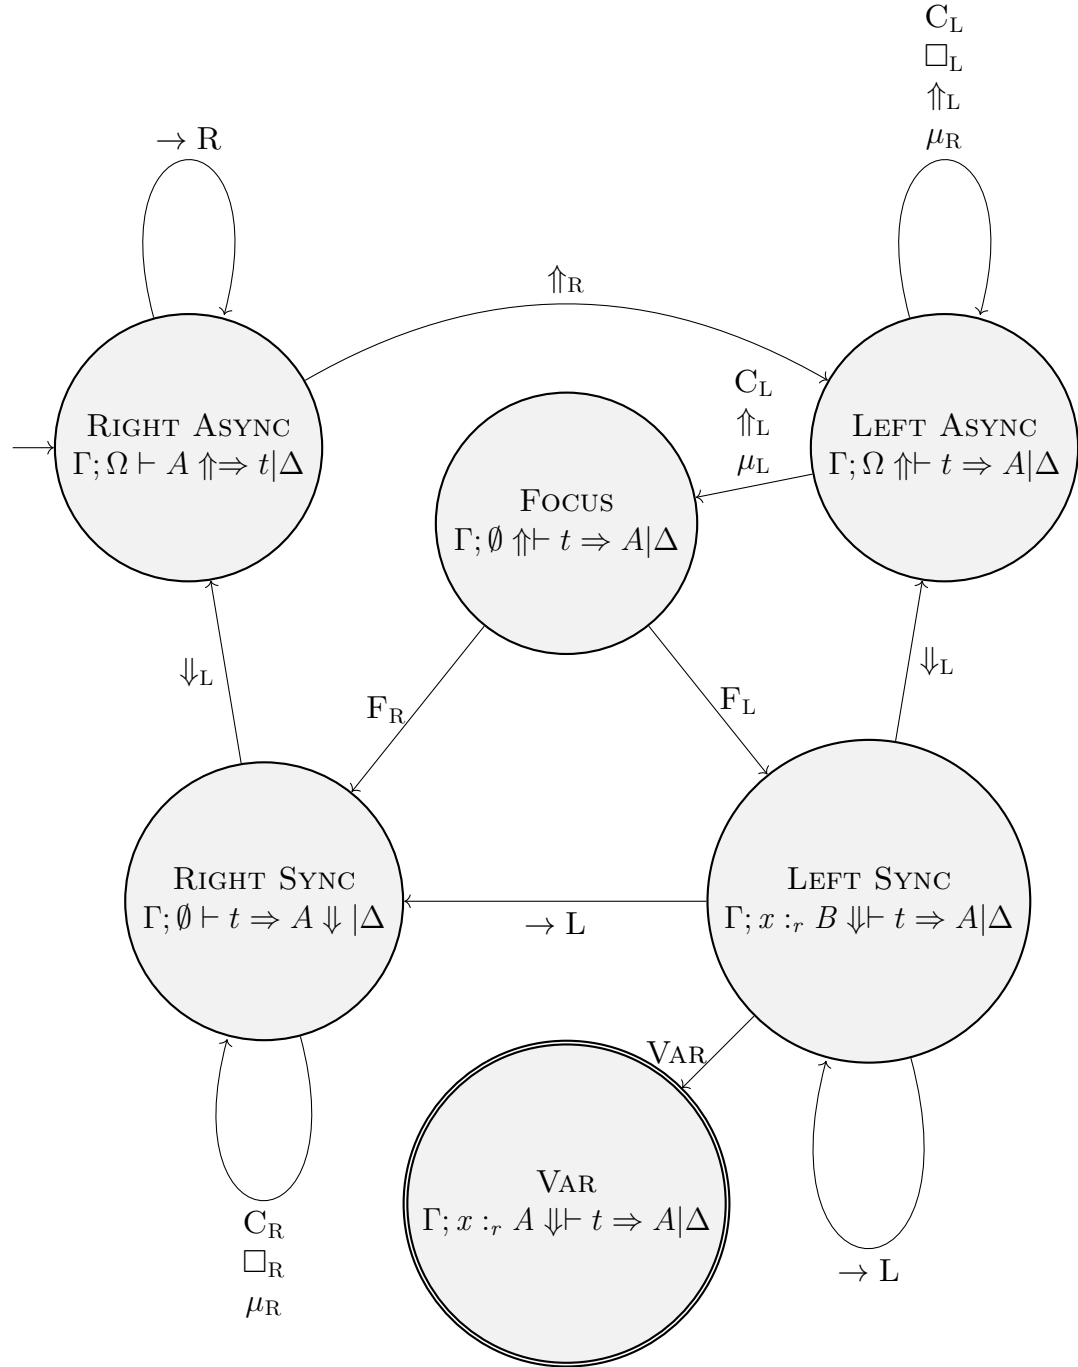 C_L
□_L
⇑_L
μ_R
→ R
⇑_R
RIGHT ASYNC
Γ; Ω ⊢ A ⇑⇒ t|Δ
C_L
⇑_L
μ_L
LEFT ASYNC
Γ; Ω ⇑⊢ t ⇒ A|Δ
FOCUS
Γ; ∅ ⇑⊢ t ⇒ A|Δ
⇓_L
F_R
F_L
⇓_L
RIGHT SYNC
Γ; ∅ ⊢ t ⇒ A ⇓ |Δ
→ L
LEFT SYNC
Γ; x :_r B ⇓⊢ t ⇒ A|Δ
VAR
VAR
Γ; x :_r A ⇓⊢ t ⇒ A|Δ
C_R
□_R
μ_R
→ L